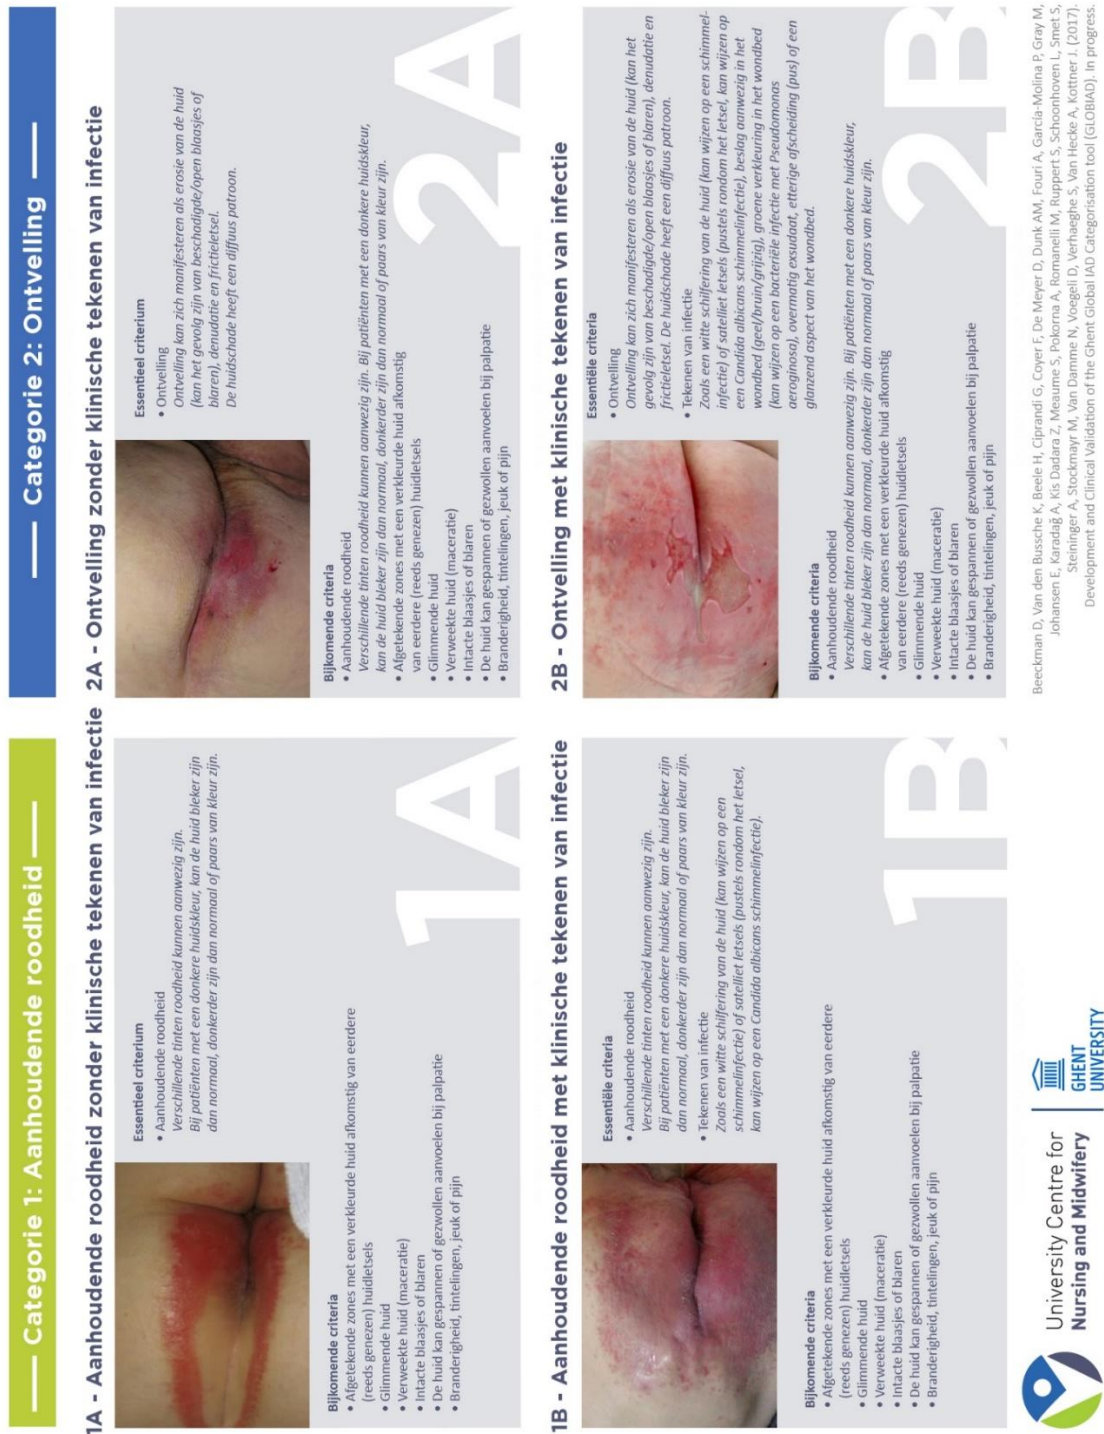 Categorie 1: Aanhoudende roodheid
1A - Aanhoudende roodheid zonder klinische tekenen van infectie
Essentieel criterium
• Aanhoudende roodheid
Verschillende tinten roodheid kunnen aanwezig zijn.
Bij patiënten met een donkere huidskleur, kan de huid bleker zijn
dan normaal, donkerder zijn dan normaal of paars van kleur zijn.
Bijkomende criteria
• Afgetekende zones met een verkleurde huid afkomstig van eerdere
(reeds genezen) huidletsels
• Glimmende huid
• Verweekte huid (maceratie)
• Intacte blaasjes of blaren
• De huid kan gespannen of gezwollen aanvoelen bij palpatie
• Branderigheid, tintelingen, jeuk of pijn
1A
1B - Aanhoudende roodheid met klinische tekenen van infectie
Essentiële criteria
• Aanhoudende roodheid
Verschillende tinten roodheid kunnen aanwezig zijn.
Bij patiënten met een donkere huidskleur, kan de huid bleker zijn
dan normaal, donkerder zijn dan normaal of paars van kleur zijn.
• Tekenen van infectie
Zoals een witte schilfering van de huid (kan wijzen op een
schimmelinfectie) of satelliet letsels (pustels rondom het letsel,
kan wijzen op een Candida albicans schimmelinfectie).
Bijkomende criteria
• Afgetekende zones met een verkleurde huid afkomstig van eerdere
(reeds genezen) huidletsels
• Glimmende huid
• Verweekte huid (maceratie)
• Intacte blaasjes of blaren
• De huid kan gespannen of gezwollen aanvoelen bij palpatie
• Branderigheid, tintelingen, jeuk of pijn
1B
Categorie 2: Ontvelling
2A - Ontvelling zonder klinische tekenen van infectie
Essentieel criterium
• Ontvelling
Ontvelling kan zich manifesteren als erosie van de huid
(kan het gevolg zijn van beschadigde/open blaasjes of
blaren), denudatie en frictieletsel.
De huidschade heeft een diffuus patroon.
Bijkomende criteria
• Aanhoudende roodheid
Verschillende tinten roodheid kunnen aanwezig zijn. Bij patiënten met een donkere huidskleur,
kan de huid bleker zijn dan normaal, donkerder zijn dan normaal of paars van kleur zijn.
• Afgetekende zones met een verkleurde huid afkomstig
van eerdere (reeds genezen) huidletsels
• Glimmende huid
• Verweekte huid (maceratie)
• Intacte blaasjes of blaren
• De huid kan gespannen of gezwollen aanvoelen bij palpatie
• Branderigheid, tintelingen, jeuk of pijn
2A
2B - Ontvelling met klinische tekenen van infectie
Essentiële criteria
• Ontvelling
Ontvelling kan zich manifesteren als erosie van de huid (kan het
gevolg zijn van beschadigde/open blaasjes of blaren), denudatie en
frictieletsel. De huidschade heeft een diffuus patroon.
• Tekenen van infectie
Zoals een witte schilfering van de huid (kan wijzen op een schimmel-
infectie) of satelliet letsels (pustels rondom het letsel, kan wijzen op
een Candida albicans schimmelinfectie), beslag aanwezig in het
wondbed (geel/bruin/grijzig), groene verkleuring in het wondbed
(kan wijzen op een bacteriële infectie met Pseudomonas
aeroginosa), overmatig exsudaat, etterige afscheiding (pus) of een
glanzend aspect van het wondbed.
Bijkomende criteria
• Aanhoudende roodheid
Verschillende tinten roodheid kunnen aanwezig zijn. Bij patiënten met een donkere huidskleur,
kan de huid bleker zijn dan normaal, donkerder zijn dan normaal of paars van kleur zijn.
• Afgetekende zones met een verkleurde huid afkomstig
van eerdere (reeds genezen) huidletsels
• Glimmende huid
• Verweekte huid (maceratie)
• Intacte blaasjes of blaren
• De huid kan gespannen of gezwollen aanvoelen bij palpatie
• Branderigheid, tintelingen, jeuk of pijn
2B
University Centre for
Nursing and Midwifery
GHENT
UNIVERSITY
Beeckman D, Van den Bussche K, Beele H, Ciprandi G, Coyer F, De Meyer D, Dunk AM, Fourì A, García-Molina P, Gray M,
Johansen E, Karadağ A, Kis Dadara Z, Meaume S, Pokorna A, Romanelli M, Ruppert S, Schoonhoven L, Smet S,
Steininger A, Stockmayr M, Van Damme N, Voegeli D, Verhaeghe S, Van Hecke A, Kottner J. (2017).
Development and Clinical Validation of the Ghent Global IAD Categorisation tool (GLOBIAD). In progress.